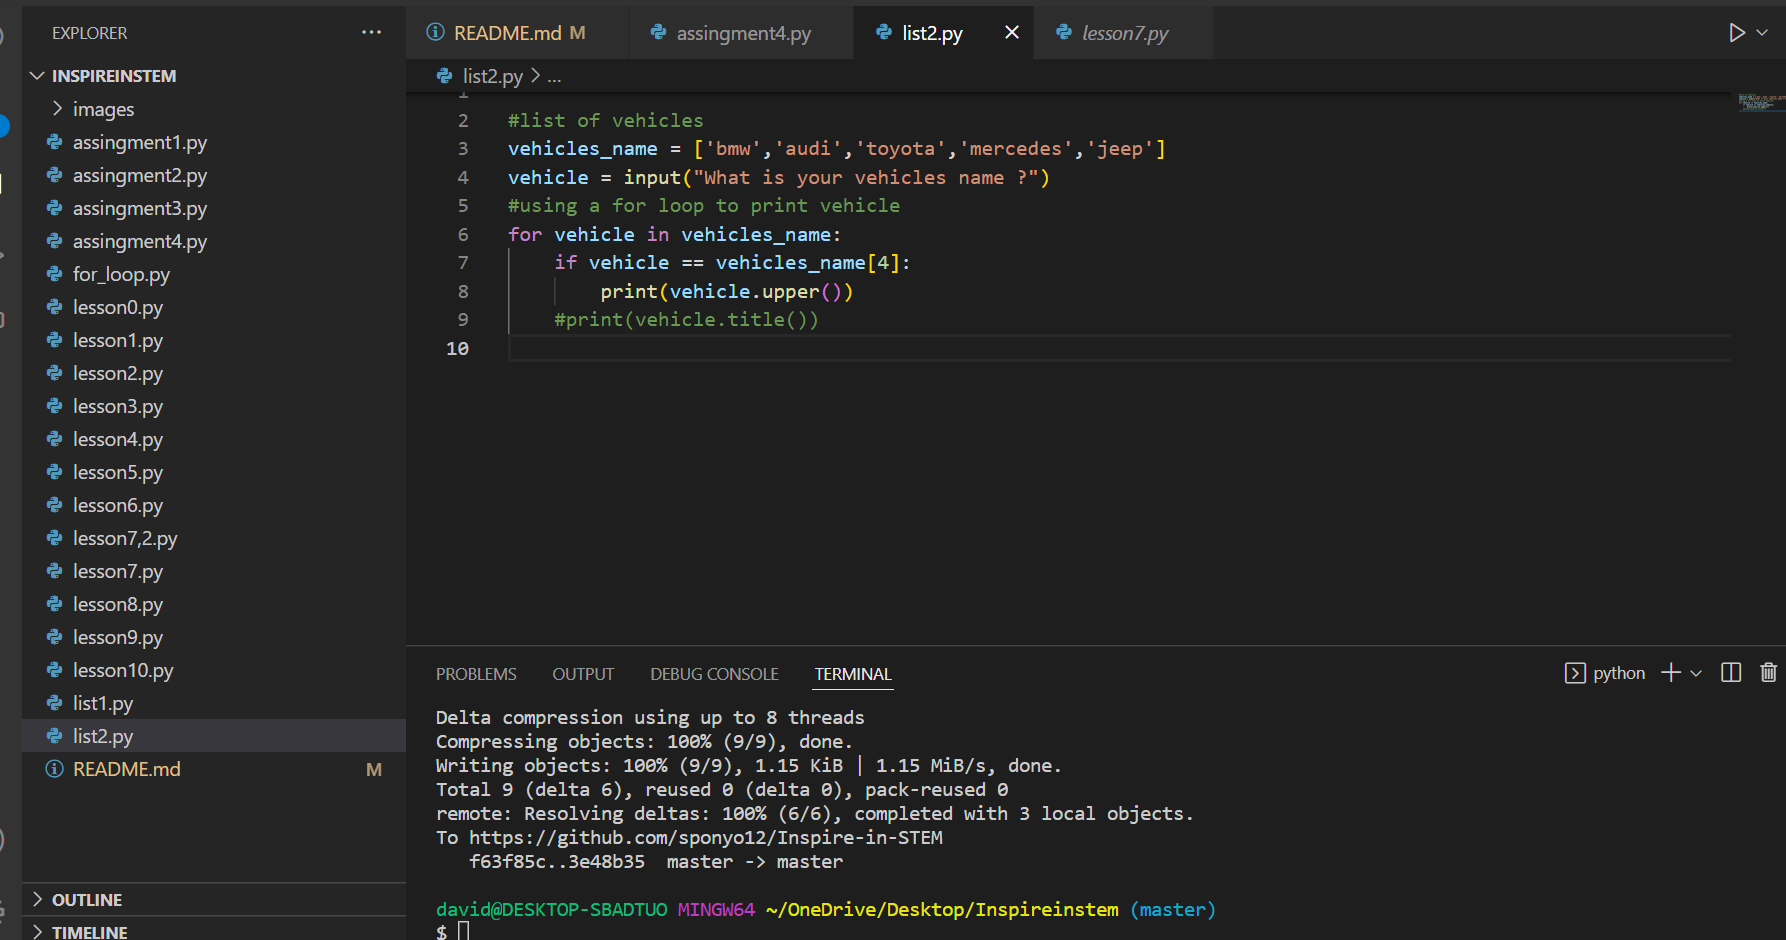 EXPLORER
···
INSPIREINSTEM
images
assingment1.py
assingment2.py
assingment3.py
assingment4.py
for_loop.py
lesson0.py
lesson1.py
lesson2.py
lesson3.py
lesson4.py
lesson5.py
lesson6.py
lesson7,2.py
lesson7.py
lesson8.py
lesson9.py
lesson10.py
list1.py
list2.py
README.md M
OUTLINE
TIMELINE
README.md M assingment4.py list2.py lesson7.py
list2.py > ...
1
2 #list of vehicles
3 vehicles_name = ['bmw','audi','toyota','mercedes','jeep']
4 vehicle = input("What is your vehicles name ?")
5 #using a for loop to print vehicle
6 for vehicle in vehicles_name:
7     if vehicle == vehicles_name[4]:
8         print(vehicle.upper())
9     #print(vehicle.title())
10
PROBLEMS OUTPUT DEBUG CONSOLE TERMINAL python
Delta compression using up to 8 threads
Compressing objects: 100% (9/9), done.
Writing objects: 100% (9/9), 1.15 KiB | 1.15 MiB/s, done.
Total 9 (delta 6), reused 0 (delta 0), pack-reused 0
remote: Resolving deltas: 100% (6/6), completed with 3 local objects.
To https://github.com/sponyo12/Inspire-in-STEM
   f63f85c..3e48b35  master -> master
david@DESKTOP-SBADTUO MINGW64 ~/OneDrive/Desktop/Inspireinstem (master)
$